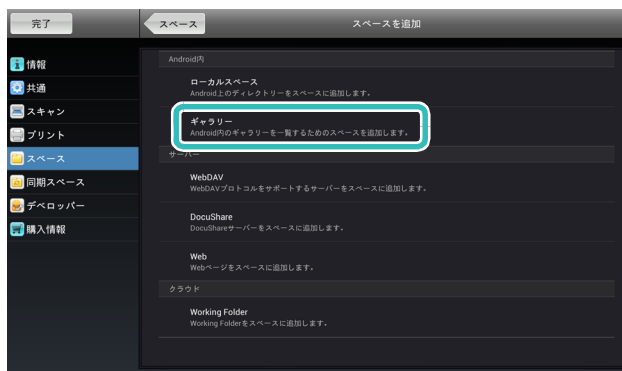 完了
スペース
スペースを追加
情報
共通
スキャン
プリント
スペース
同期スペース
デベロッパー
購入情報
Android内
ローカルスペース
Android上のディレクトリーをスペースに追加します。
ギャラリー
Android内のギャラリーを一覧するためのスペースを追加します。
サーバー
WebDAV
WebDAVプロトコルをサポートするサーバーをスペースに追加します。
DocuShare
DocuShareサーバーをスペースに追加します。
Web
Webページをスペースに追加します。
クラウド
Working Folder
Working Folderをスペースに追加します。